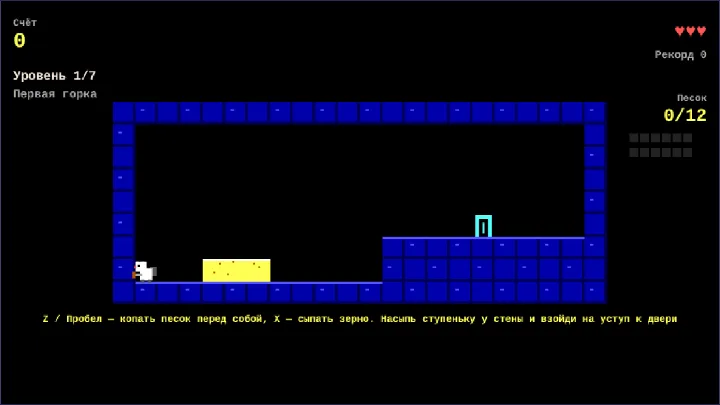 Счёт
0
Рекорд 0
Уровень 1/7
Первая горка
Песок
0/12
Z / Пробел — копать песок перед собой, X — сыпать зерно. Насыпь ступеньку у стены и взойди на уступ к двери